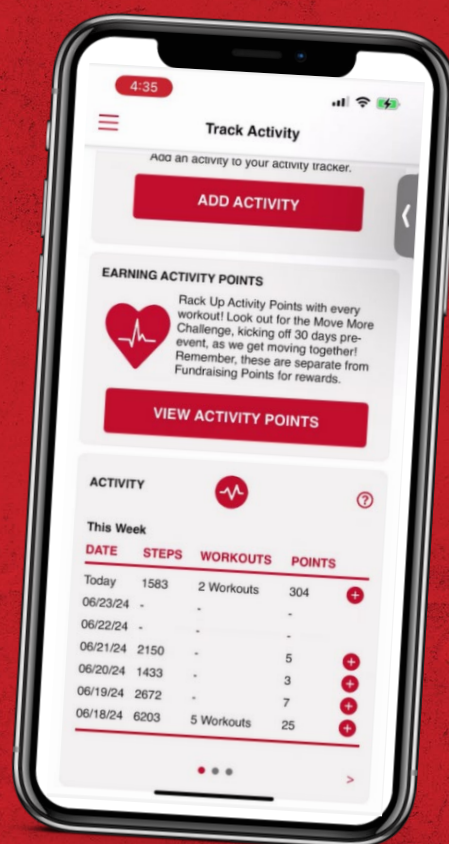 4:35
Track Activity
Add an activity to your activity tracker.
ADD ACTIVITY
EARNING ACTIVITY POINTS
Rack Up Activity Points with every
workout! Look out for the Move More
Challenge, kicking off 30 days pre-
event, as we get moving together!
Remember, these are separate from
Fundraising Points for rewards.
VIEW ACTIVITY POINTS
ACTIVITY
This Week
DATE STEPS WORKOUTS POINTS
Today 1583 2 Workouts 304
06/23/24 - - -
06/22/24 - - -
06/21/24 2150 - 5
06/20/24 1433 - 3
06/19/24 2672 - 7
06/18/24 6203 5 Workouts 25